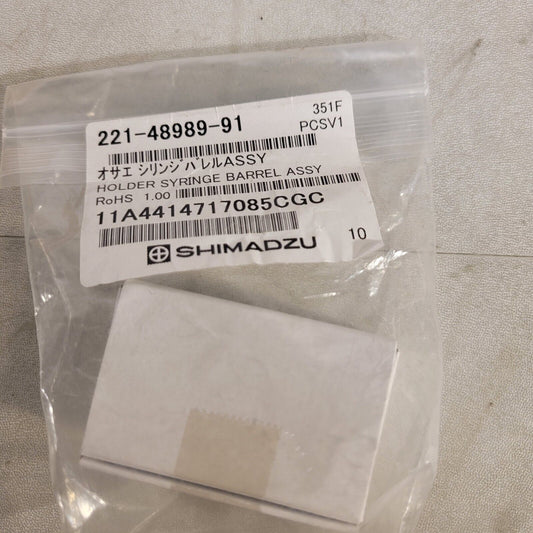 221-48989-91
351F
PCSV1
オサエ シリンジバレルASSY
HOLDER SYRINGE BARREL ASSY
RoHS 1.00
11A4414717085CGC
SHIMADZU
10